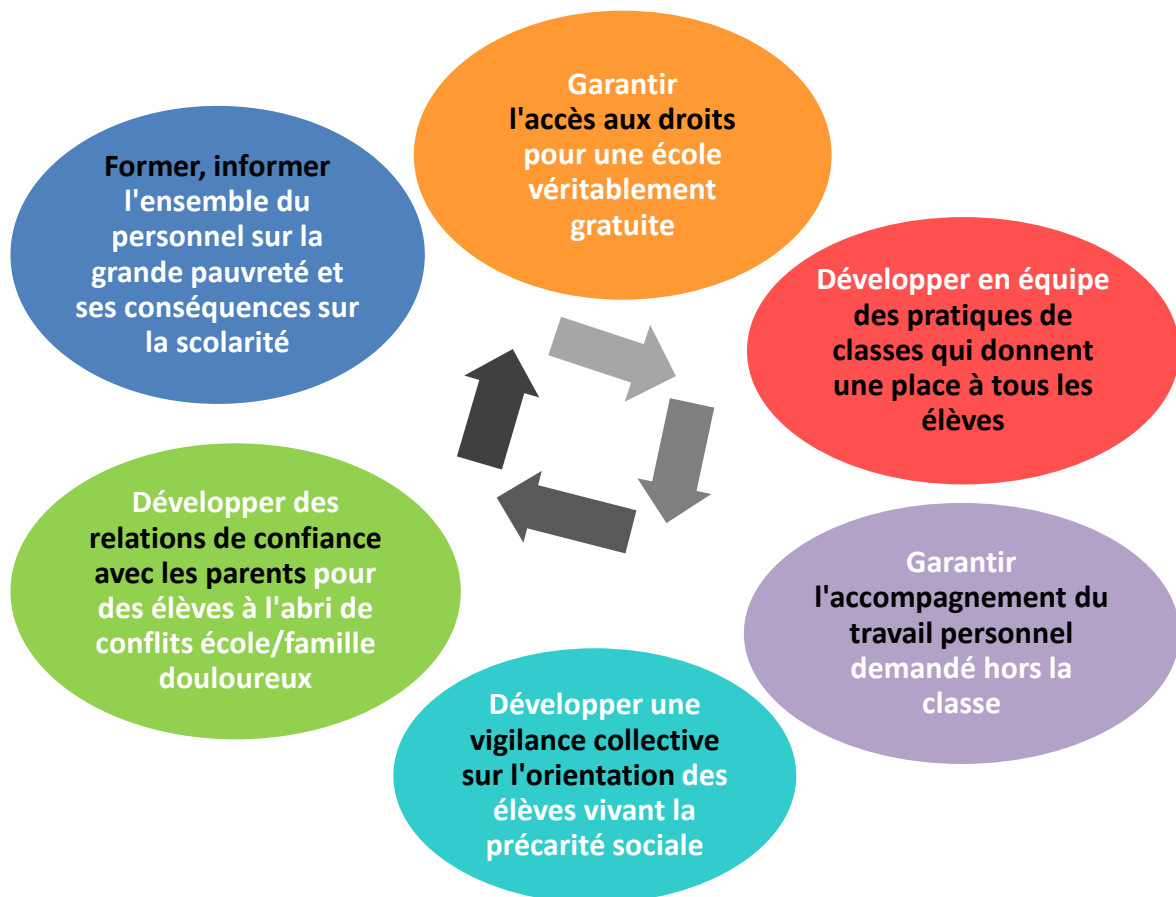 Garantir
l'accès aux droits
pour une école
véritablement
gratuite
Développer en équipe
des pratiques de
classes qui donnent
une place à tous les
élèves
Garantir
l'accompagnement du
travail personnel
demandé hors la
classe
Développer une
vigilance collective
sur l'orientation des
élèves vivant la
précarité sociale
Développer des
relations de confiance
avec les parents pour
des élèves à l'abri de
conflits école/famille
douloureux
Former, informer
l'ensemble du
personnel sur la
grande pauvreté et
ses conséquences sur
la scolarité